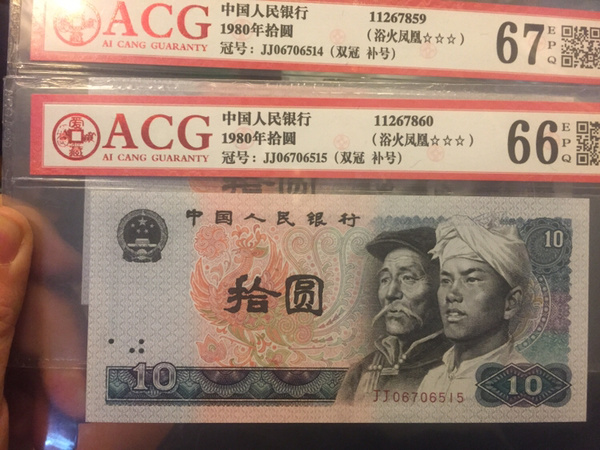 ACG
AI CANG GUARANTY
中国人民银行
1980年拾圆
冠号：JJ06706514（双冠 补号）
11267859
（浴火凤凰☆☆☆）
67
EPQ
ACG
AI CANG GUARANTY
中国人民银行
1980年拾圆
冠号：JJ06706515（双冠 补号）
11267860
（浴火凤凰☆☆☆）
66
EPQ
拾圆
中国人民银行
10
拾圆
10
JJ06706515
10